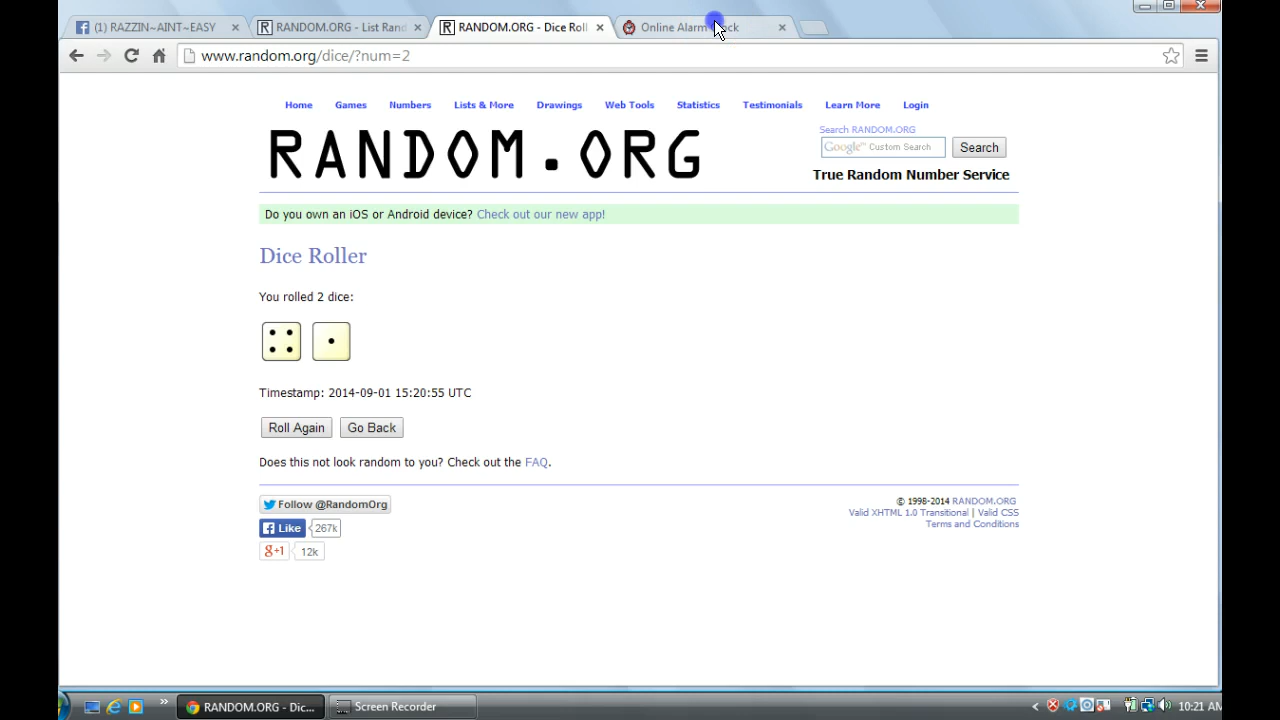 (1) RAZZIN~AINT~EASY
RANDOM.ORG - List Rand
RANDOM.ORG - Dice Roll
Online Alarm
www.random.org/dice/?num=2
Home Games Numbers Lists & More Drawings Web Tools Statistics Testimonials Learn More Login
RANDOM.ORG
Search RANDOM.ORG
Google™ Custom Search
Search
True Random Number Service
Do you own an iOS or Android device? Check out our new app!
Dice Roller
You rolled 2 dice:
Timestamp: 2014-09-01 15:20:55 UTC
Roll Again Go Back
Does this not look random to you? Check out the FAQ.
Follow @RandomOrg
Like 267k
g+1 12k
© 1998-2014 RANDOM.ORG
Valid XHTML 1.0 Transitional | Valid CSS
Terms and Conditions
RANDOM.ORG - Dic...
Screen Recorder
10:21 AM